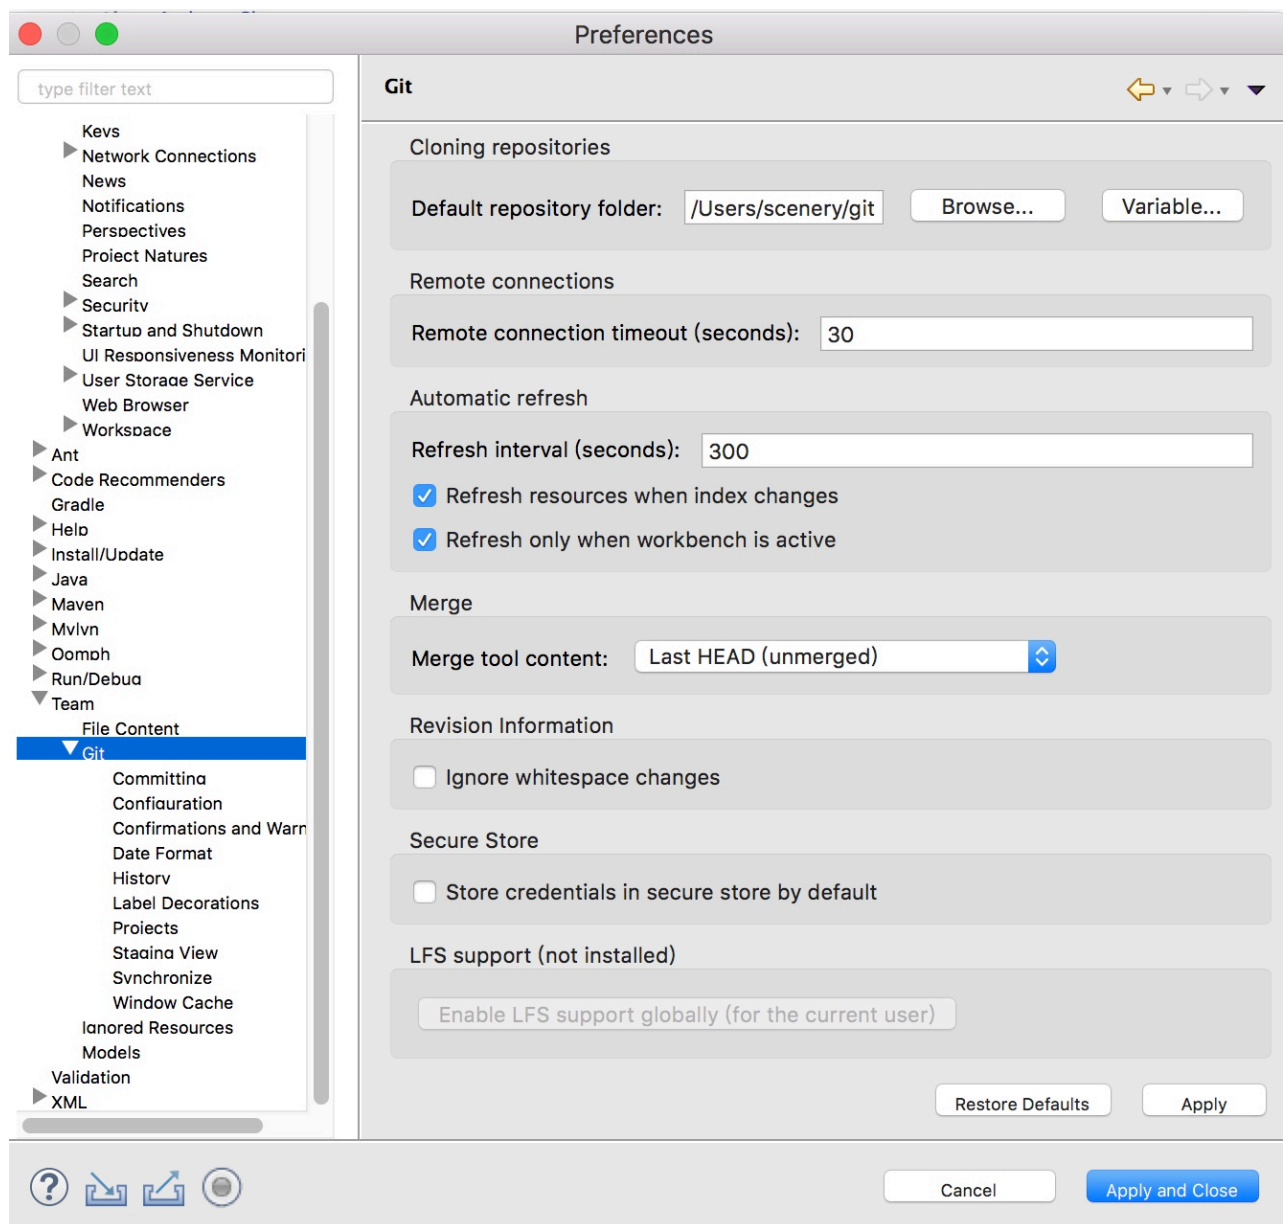 Preferences
type filter text
Keys
Network Connections
News
Notifications
Perspectives
Project Natures
Search
Security
Startup and Shutdown
UI Responsiveness Monitori
User Storage Service
Web Browser
Workspace
Ant
Code Recommenders
Gradle
Help
Install/Update
Java
Maven
Mylyn
Oomph
Run/Debug
Team
File Content
Git
Committing
Configuration
Confirmations and Warn
Date Format
History
Label Decorations
Projects
Staging View
Synchronize
Window Cache
Ignored Resources
Models
Validation
XML
Git
Cloning repositories
Default repository folder: /Users/scenery/git Browse... Variable...
Remote connections
Remote connection timeout (seconds): 30
Automatic refresh
Refresh interval (seconds): 300
Refresh resources when index changes
Refresh only when workbench is active
Merge
Merge tool content: Last HEAD (unmerged)
Revision Information
Ignore whitespace changes
Secure Store
Store credentials in secure store by default
LFS support (not installed)
Enable LFS support globally (for the current user)
Restore Defaults Apply
? Cancel Apply and Close